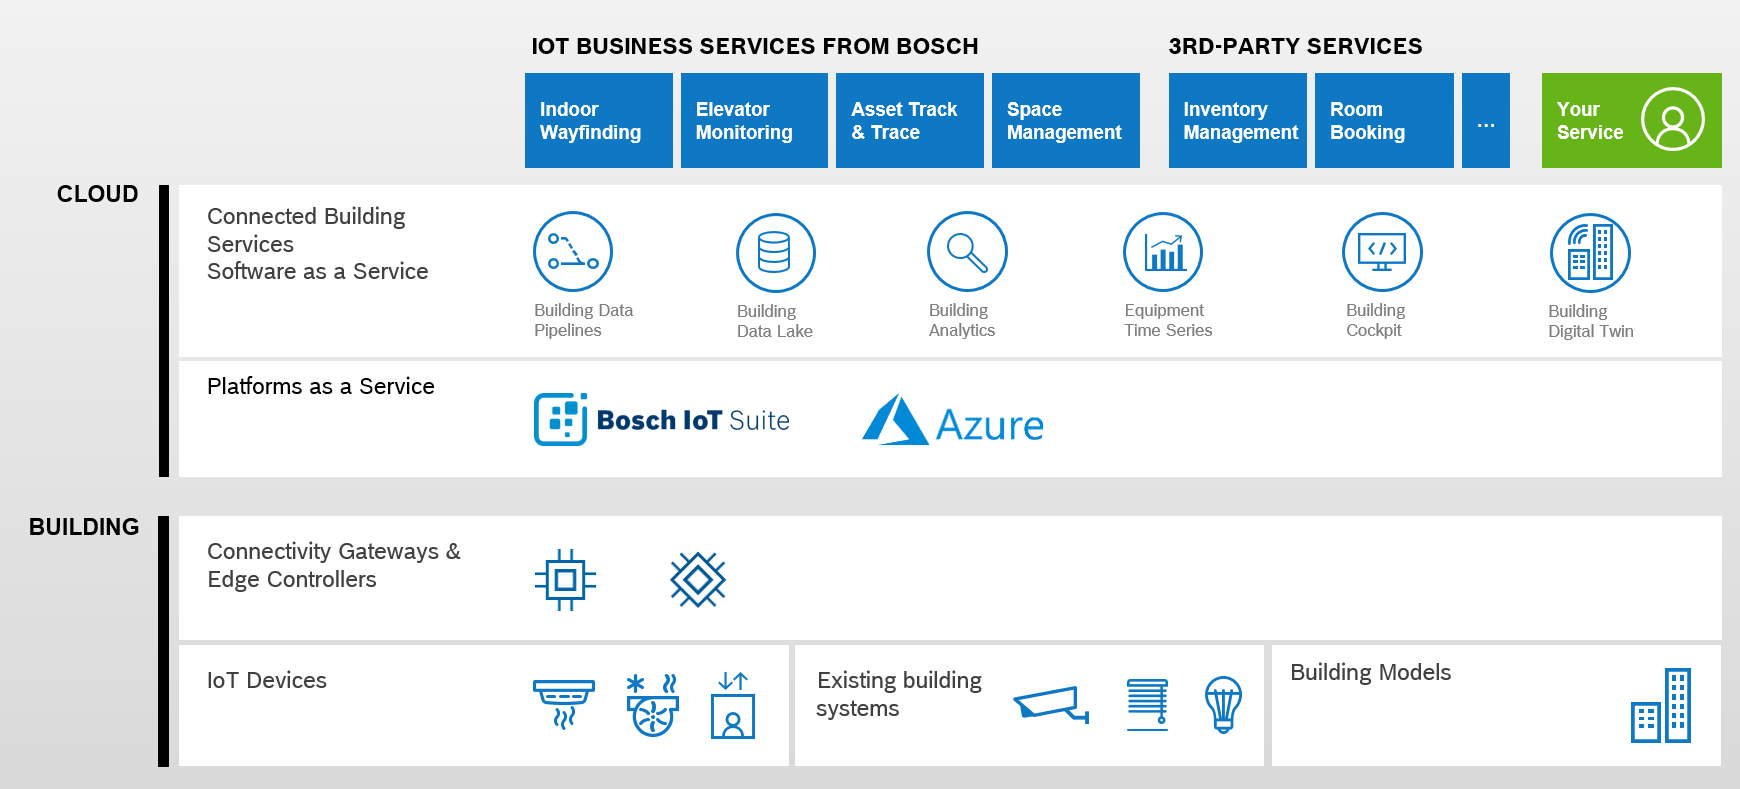 IOT BUSINESS SERVICES FROM BOSCH
3RD-PARTY SERVICES
Indoor
Wayfinding
Elevator
Monitoring
Asset Track
& Trace
Space
Management
Inventory
Management
Room
Booking
...
Your
Service
CLOUD
Connected Building
Services
Software as a Service
Building Data
Pipelines
Building
Data Lake
Building
Analytics
Equipment
Time Series
Building
Cockpit
Building
Digital Twin
Platforms as a Service
Bosch IoT Suite
Azure
BUILDING
Connectivity Gateways &
Edge Controllers
IoT Devices
Existing building
systems
Building Models